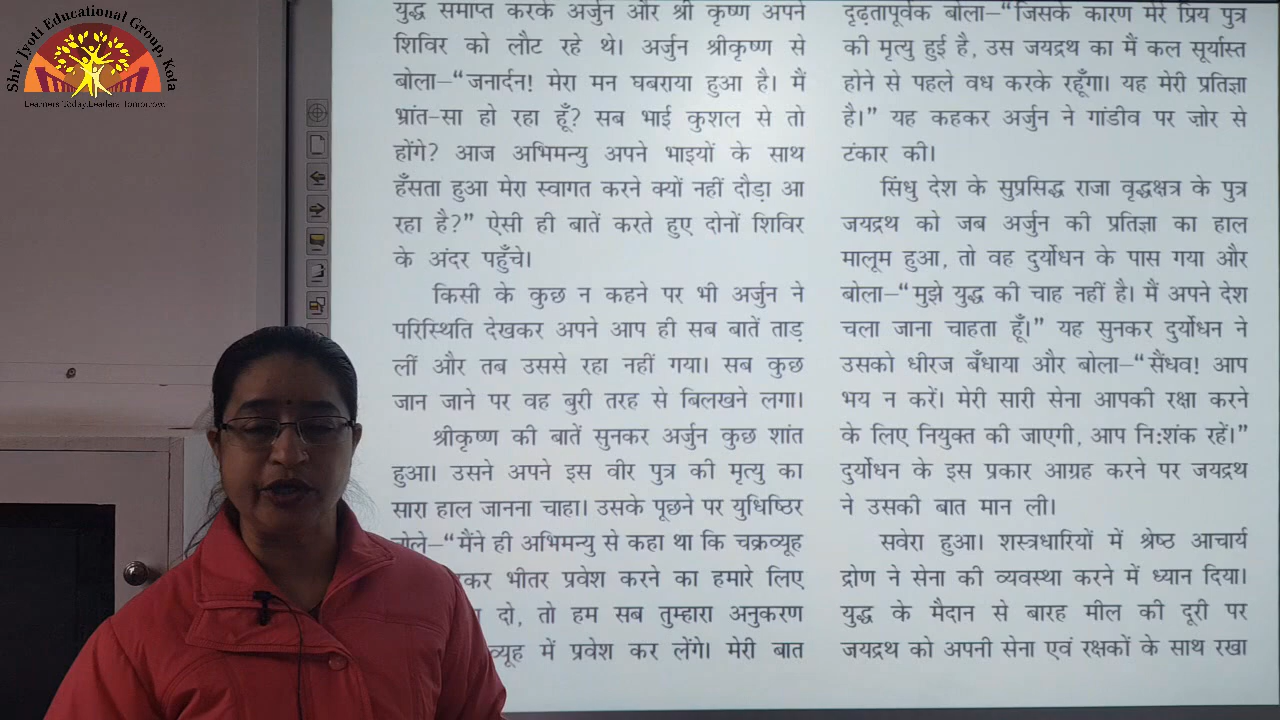 Shiv Jyoti Educational Group, Kota
Learners Today, Leaders Tomorrow
युद्ध समाप्त करके अर्जुन और श्री कृष्ण अपने
शिविर को लौट रहे थे। अर्जुन श्रीकृष्ण से
बोला–“जनार्दन! मेरा मन घबराया हुआ है। मैं
भ्रांत-सा हो रहा हूँ? सब भाई कुशल से तो
होंगे? आज अभिमन्यु अपने भाइयों के साथ
हँसता हुआ मेरा स्वागत करने क्यों नहीं दौड़ा आ
रहा है?” ऐसी ही बातें करते हुए दोनों शिविर
के अंदर पहुँचे।
किसी के कुछ न कहने पर भी अर्जुन ने
परिस्थिति देखकर अपने आप ही सब बातें ताड़
लीं और तब उससे रहा नहीं गया। सब कुछ
जान जाने पर वह बुरी तरह से बिलखने लगा।
श्रीकृष्ण की बातें सुनकर अर्जुन कुछ शांत
हुआ। उसने अपने इस वीर पुत्र की मृत्यु का
सारा हाल जानना चाहा। उसके पूछने पर युधिष्ठिर
बोले–“मैंने ही अभिमन्यु से कहा था कि चक्रव्यूह
कर भीतर प्रवेश करने का हमारे लिए
दो, तो हम सब तुम्हारा अनुकरण
व्यूह में प्रवेश कर लेंगे। मेरी बात
दृढ़तापूर्वक बोला–“जिसके कारण मेरे प्रिय पुत्र
की मृत्यु हुई है, उस जयद्रथ का मैं कल सूर्यास्त
होने से पहले वध करके रहूँगा। यह मेरी प्रतिज्ञा
है।” यह कहकर अर्जुन ने गांडीव पर ज़ोर से
टंकार की।
सिंधु देश के सुप्रसिद्ध राजा वृद्धक्षत्र के पुत्र
जयद्रथ को जब अर्जुन की प्रतिज्ञा का हाल
मालूम हुआ, तो वह दुर्योधन के पास गया और
बोला–“मुझे युद्ध की चाह नहीं है। मैं अपने देश
चला जाना चाहता हूँ।” यह सुनकर दुर्योधन ने
उसको धीरज बँधाया और बोला–“सैंधव! आप
भय न करें। मेरी सारी सेना आपकी रक्षा करने
के लिए नियुक्त की जाएगी, आप नि:शंक रहें।”
दुर्योधन के इस प्रकार आग्रह करने पर जयद्रथ
ने उसकी बात मान ली।
सवेरा हुआ। शस्त्रधारियों में श्रेष्ठ आचार्य
द्रोण ने सेना की व्यवस्था करने में ध्यान दिया।
युद्ध के मैदान से बारह मील की दूरी पर
जयद्रथ को अपनी सेना एवं रक्षकों के साथ रखा